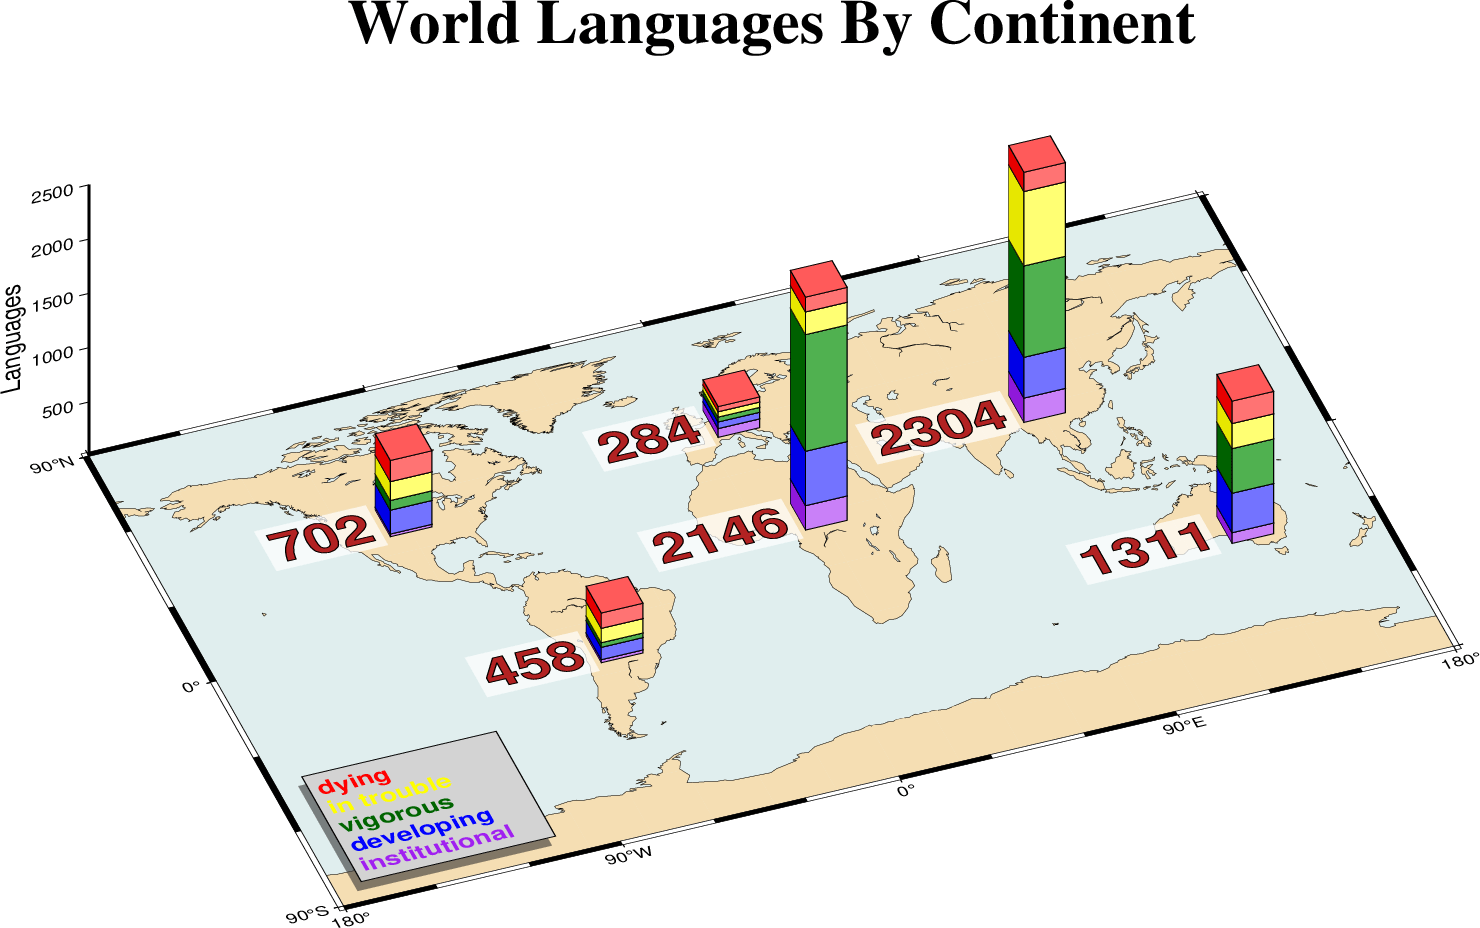 World Languages By Continent
2500
2000
1500
1000
500
Languages
90°N
0°
90°S
180°
90°W
0°
90°E
180°
702
458
284
2146
2304
1311
dying
in trouble
vigorous
developing
institutional